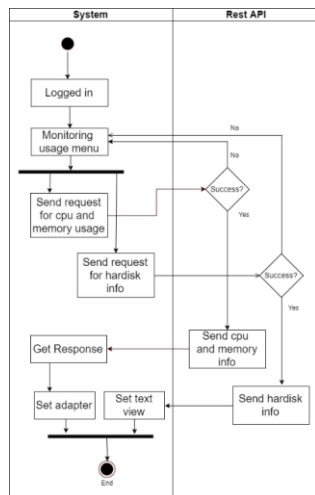 System
Rest API
Logged in
Monitoring
usage menu
No
No
Send request
for cpu and
memory usage
Success?
Yes
Send request
for hardisk
info
Success?
Yes
Send cpu
and memory
info
Get Response
Send hardisk
info
Set adapter
Set text
view
End